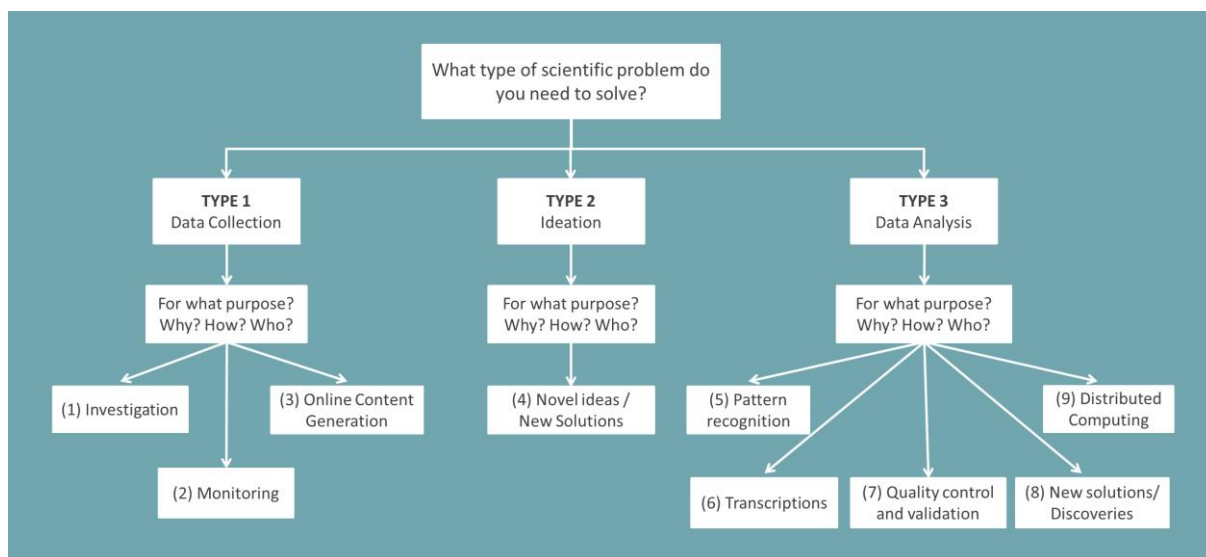 What type of scientific problem do
you need to solve?
TYPE 1
Data Collection
TYPE 2
Ideation
TYPE 3
Data Analysis
For what purpose?
Why? How? Who?
For what purpose?
Why? How? Who?
For what purpose?
Why? How? Who?
(1) Investigation
(2) Monitoring
(3) Online Content
Generation
(4) Novel ideas /
New Solutions
(5) Pattern
recognition
(6) Transcriptions
(7) Quality control
and validation
(8) New solutions/
Discoveries
(9) Distributed
Computing